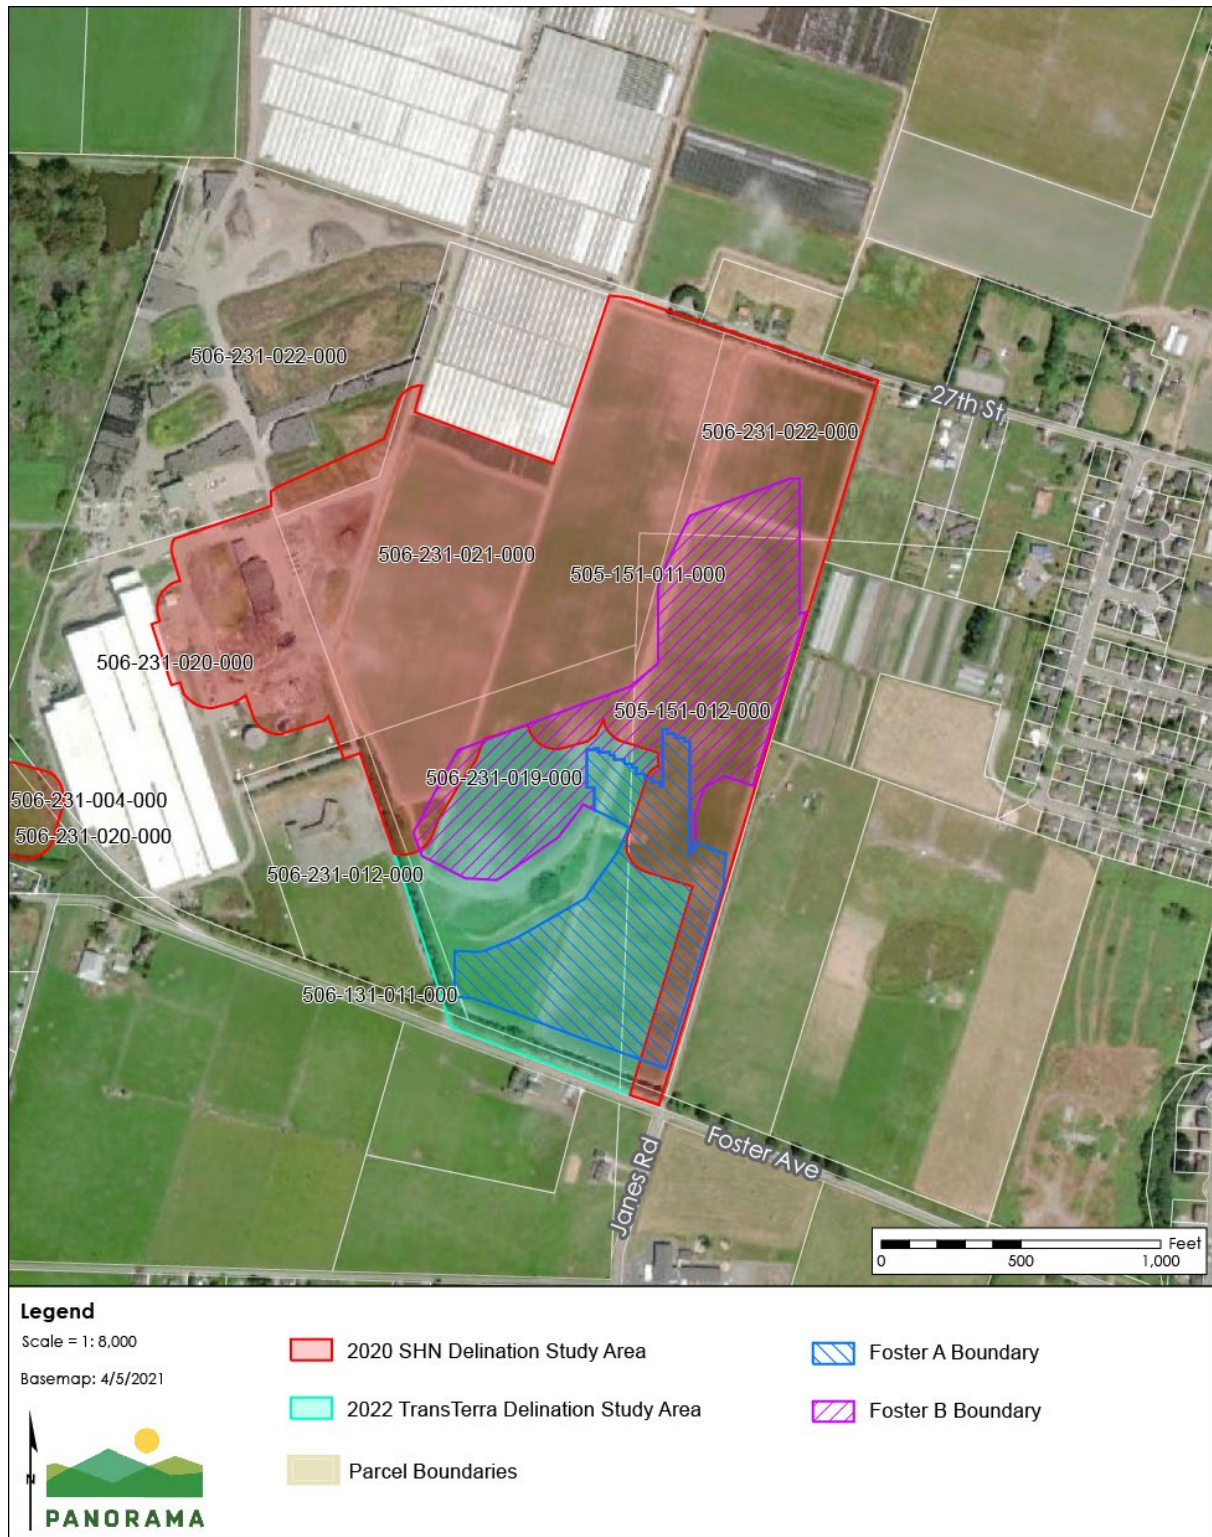 506-231-022-000
27th St
506-231-022-000
506-231-021-000
505-151-011-000
506-231-020-000
505-151-012-000
506-231-019-000
506-231-004-000
506-231-020-000
506-231-012-000
506-131-011-000
Foster Ave
Janes Rd
Feet
0 500 1,000
Legend
Scale = 1: 8,000
Basemap: 4/5/2021
2020 SHN Delination Study Area
Foster A Boundary
2022 TransTerra Delination Study Area
Foster B Boundary
Parcel Boundaries
N
PANORAMA